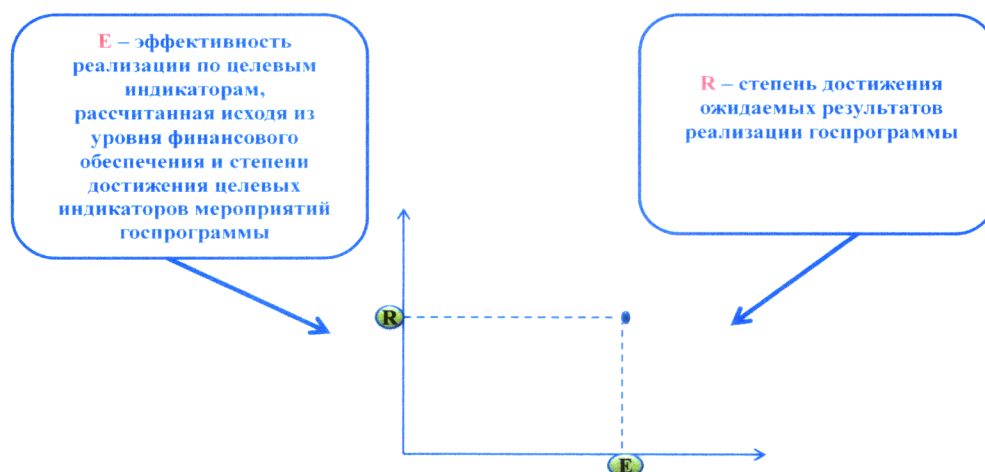 E – эффективность
реализации по целевым
индикаторам,
рассчитанная исходя из
уровня финансового
обеспечения и степени
достижения целевых
индикаторов мероприятий
госпрограммы
R – степень достижения
ожидаемых результатов
реализации госпрограммы
R
E